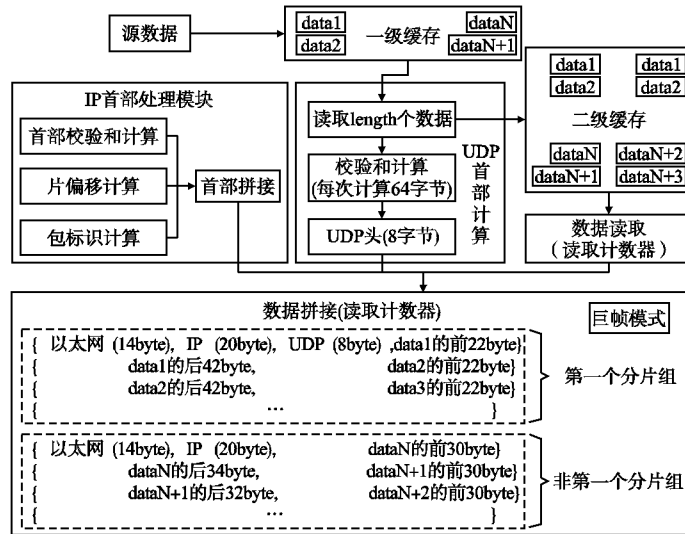 源数据
data1
data2
一级缓存
dataN
dataN+1
IP首部处理模块
首部校验和计算
片偏移计算
包标识计算
首部拼接
读取length个数据
校验和计算
(每次计算64字节)
UDP头(8字节)
UDP首部计算
data1
data2
data1
data2
二级缓存
dataN
dataN+1
dataN+2
dataN+3
数据读取
(读取计数器)
数据拼接(读取计数器)
巨帧模式
{ 以太网 (14byte), IP (20byte), UDP (8byte) ,data1的前22byte}
{ data1的后42byte, data2的前22byte}
{ data2的后42byte, data3的前22byte}
{ … }
第一个分片组
{ 以太网 (14byte), IP (20byte), dataN的前30byte}
{ dataN的后34byte, dataN+1的前30byte}
{ dataN+1的后32byte, dataN+2的前30byte}
{ … }
非第一个分片组